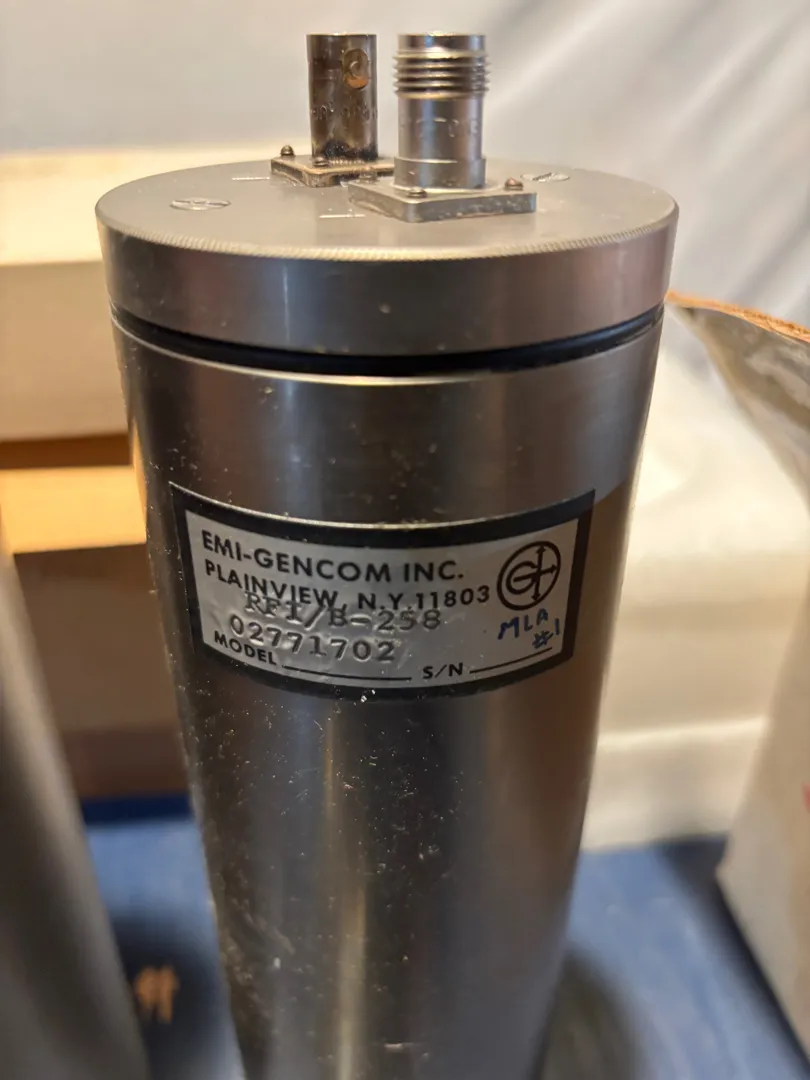 EMI-GENCOM INC.
PLAINVIEW, N.Y. 11803
RFI/B-258
02771702
MLA
#1
MODEL S/N